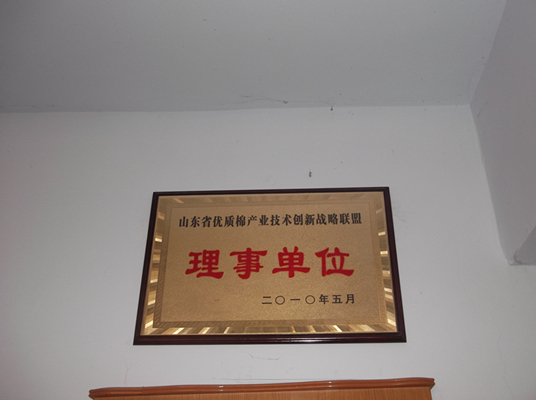 山东省优质棉产业技术创新战略联盟
理事单位
二〇一〇年五月